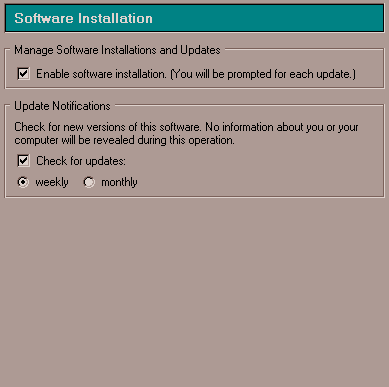 Software Installation
Manage Software Installations and Updates
Enable software installation. (You will be prompted for each update.)
Update Notifications
Check for new versions of this software. No information about you or your
computer will be revealed during this operation.
Check for updates:
weekly monthly